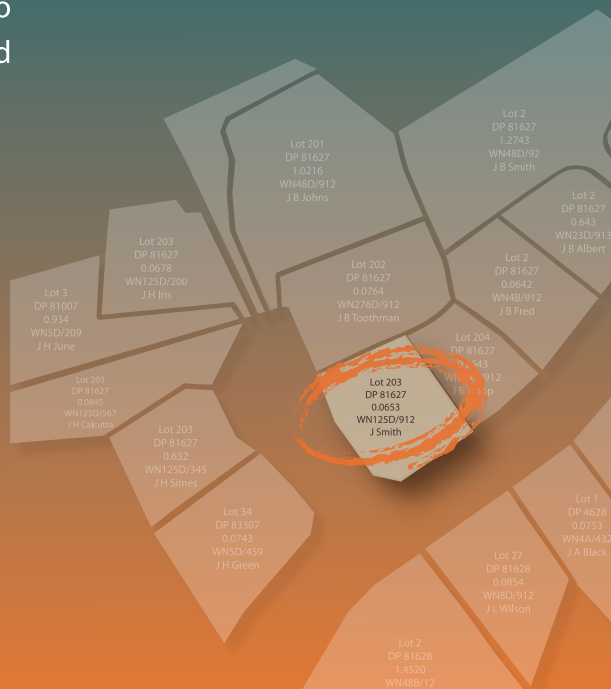 o
d
Lot 201
DP 81627
1.0216
WN48D/912
J B Johns
Lot 2
DP 81627
1.2743
WN48D/92
J B Smith
Lot 2
DP 81627
0.643
WN23D/913
J B Albert
Lot 203
DP 81627
0.0678
WN125D/200
J H Iris
Lot 202
DP 81627
0.0764
WN276D/912
J B Toothman
Lot 2
DP 81627
0.0642
WN4B/912
J B Fred
Lot 3
DP 81007
0.934
WN5D/209
J H June
Lot 204
DP 81627
Lot 203
DP 81627
0.0653
WN125D/912
J Smith
Lot 203
DP 81627
0.0845
WN125D/567
J H Calcutta
Lot 203
DP 81627
0.632
WN125D/345
J H Simes
Lot 34
DP 83307
0.0743
WN5D/459
J H Green
Lot 1
DP 4628
0.0753
WN4A/432
J A Black
Lot 27
DP 81628
0.0854
WN8D/912
J L Wilson
Lot 2
DP 81628
1.4520
WN48B/12